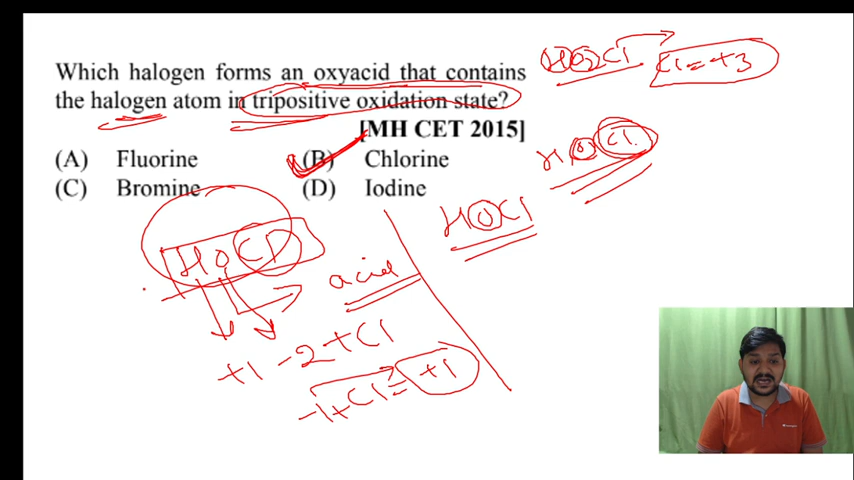 Which halogen forms an oxyacid that contains
the halogen atom in tripositive oxidation state?
[MH CET 2015]
(A) Fluorine (B) Chlorine
(C) Bromine (D) Iodine
HO2Cl
Cl = +3
HOCl
HOCl
HOCl
acid
+1 -2 + Cl
-1 + Cl = +1